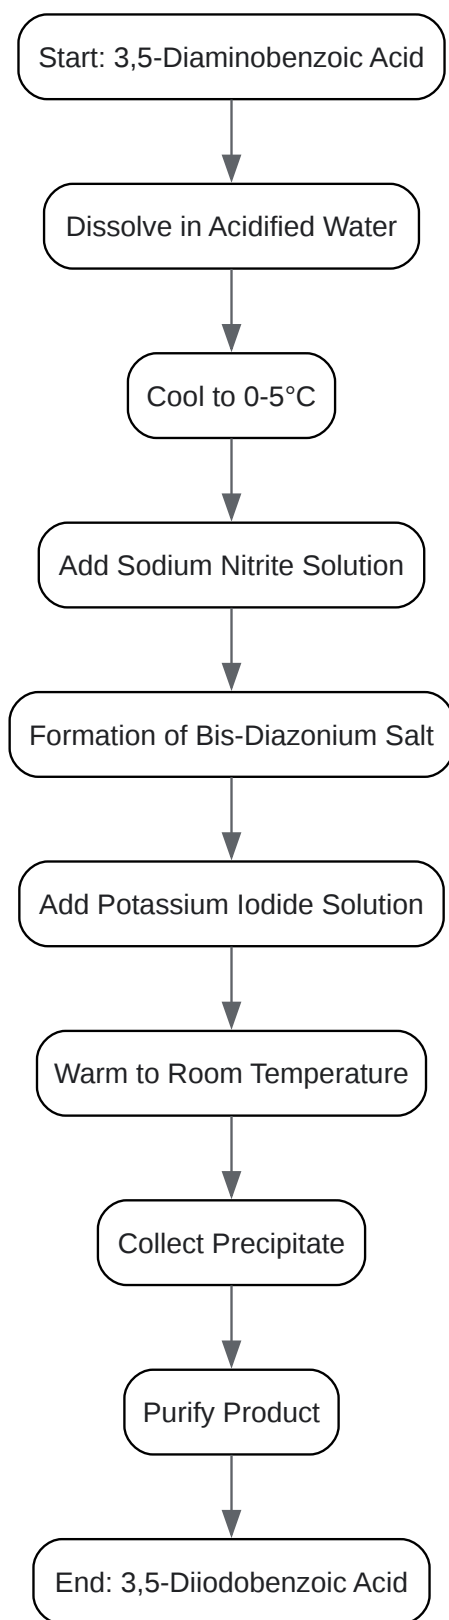 Start: 3,5-Diaminobenzoic Acid
Dissolve in Acidified Water
Cool to 0-5°C
Add Sodium Nitrite Solution
Formation of Bis-Diazonium Salt
Add Potassium Iodide Solution
Warm to Room Temperature
Collect Precipitate
Purify Product
End: 3,5-Diiodobenzoic Acid